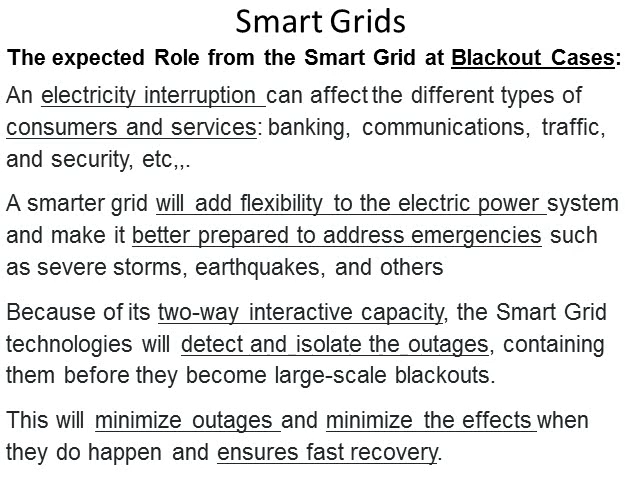 Smart Grids
The expected Role from the Smart Grid at Blackout Cases:
An electricity interruption can affect the different types of
consumers and services: banking, communications, traffic,
and security, etc,,.
A smarter grid will add flexibility to the electric power system
and make it better prepared to address emergencies such
as severe storms, earthquakes, and others
Because of its two-way interactive capacity, the Smart Grid
technologies will detect and isolate the outages, containing
them before they become large-scale blackouts.
This will minimize outages and minimize the effects when
they do happen and ensures fast recovery.